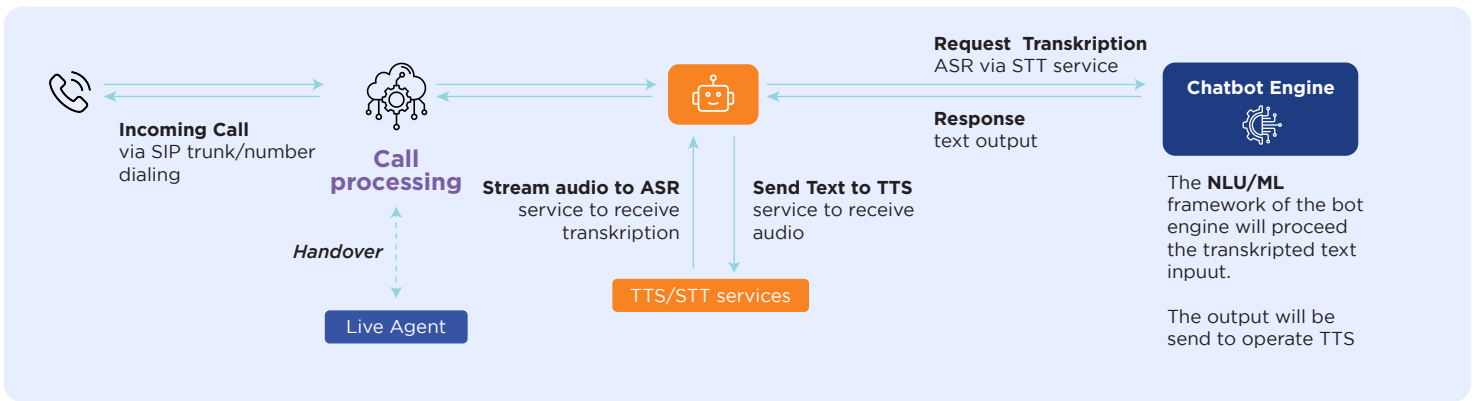 Incoming Call
via SIP trunk/number
dialing
Call
processing
Handover
Live Agent
Stream audio to ASR
service to receive
transkription
Send Text to TTS
service to receive
audio
TTS/STT services
Request Transkription
ASR via STT service
Response
text output
Chatbot Engine
The NLU/ML
framework of the bot
engine will proceed
the transkripted text
inpuut.
The output will be
send to operate TTS